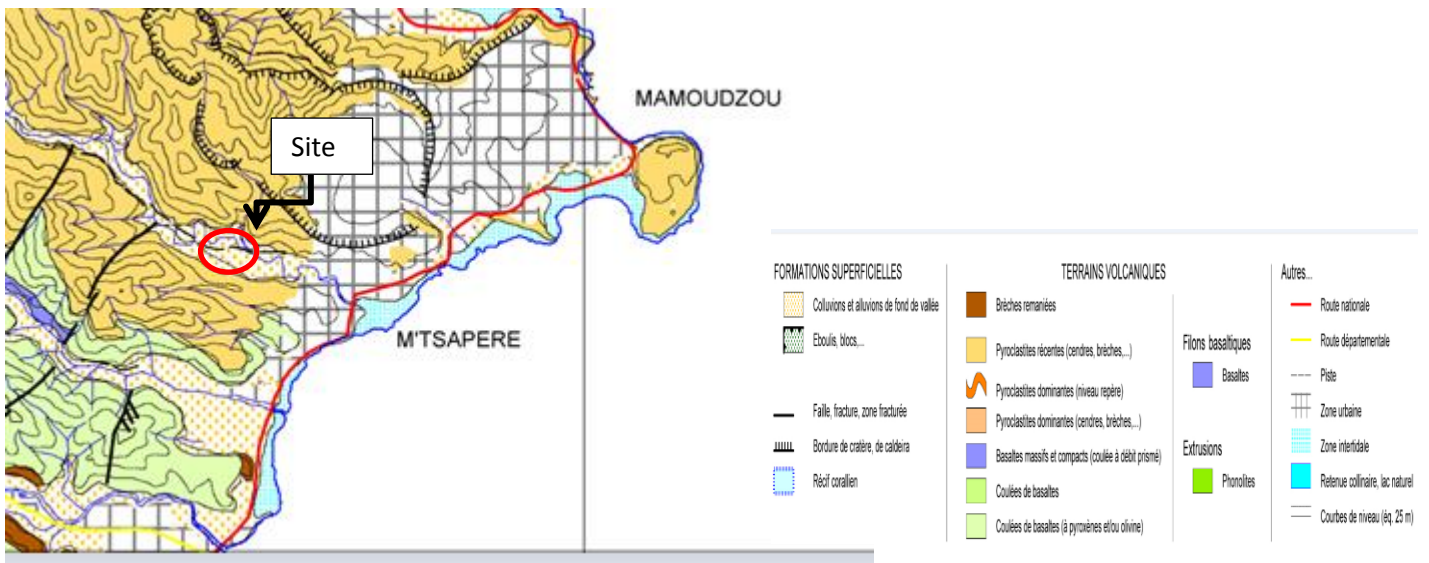 MAMOUDZOU
Site
M'TSAPERE
FORMATIONS SUPERFICIELLES
Colluvions et alluvions de fond de vallée
Eboulis, blocs,...
Faille, fracture, zone fracturée
Bordure de cratère, de caldeira
Récif corallien
TERRAINS VOLCANIQUES
Brèches remaniées
Pyroclastites récentes (cendres, brèches,...)
Pyroclastites dominantes (niveau repère)
Pyroclastites dominantes (cendres, brèches,...)
Basaltes massifs et compacts (coulée à débit prismé)
Coulées de basaltes
Coulées de basaltes (à pyroxènes et/ou olivine)
Filons basaltiques
Basaltes
Extrusions
Phonolites
Autres...
Route nationale
Route départementale
Piste
Zone urbaine
Zone intertidale
Retenue collinaire, lac naturel
Courbes de niveau (éq. 25 m)